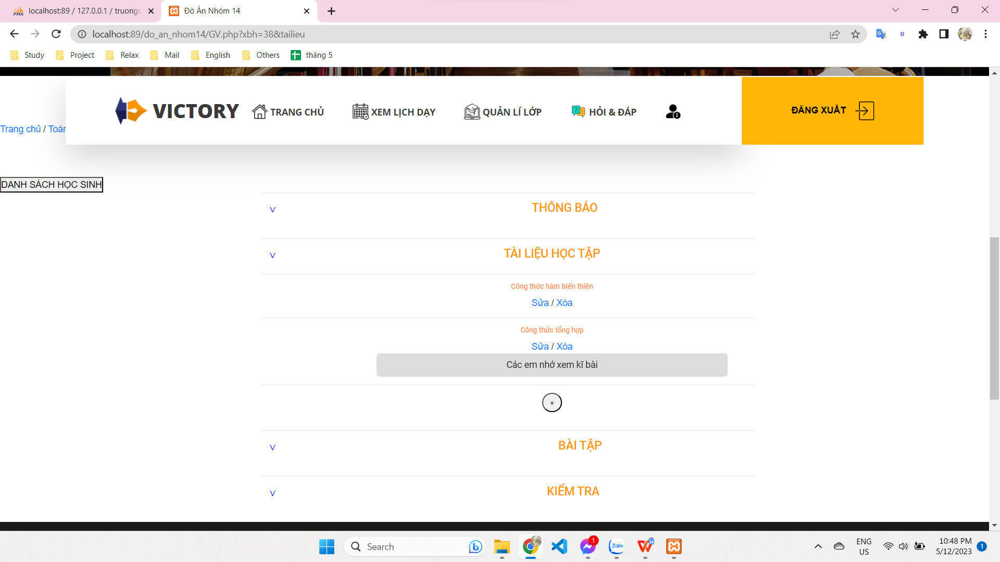 localhost:89 / 127.0.0.1 / truongc
Đồ Án Nhóm 14
localhost:89/do_an_nhom14/GV.php?xbh=38&tailieu
Study
Project
Relax
Mail
English
Others
tháng 5
VICTORY
TRANG CHỦ
XEM LỊCH DẠY
QUẢN LÍ LỚP
HỎI & ĐÁP
ĐĂNG XUẤT
Trang chủ / Toán
DANH SÁCH HỌC SINH
V
THÔNG BÁO
V
TÀI LIỆU HỌC TẬP
Công thức hàm biến thiên
Sửa / Xóa
Công thức tổng hợp
Sửa / Xóa
Các em nhớ xem kĩ bài
+
V
BÀI TẬP
V
KIỂM TRA
Search
Zalo
1
ENG
US
10:48 PM
5/12/2023
1